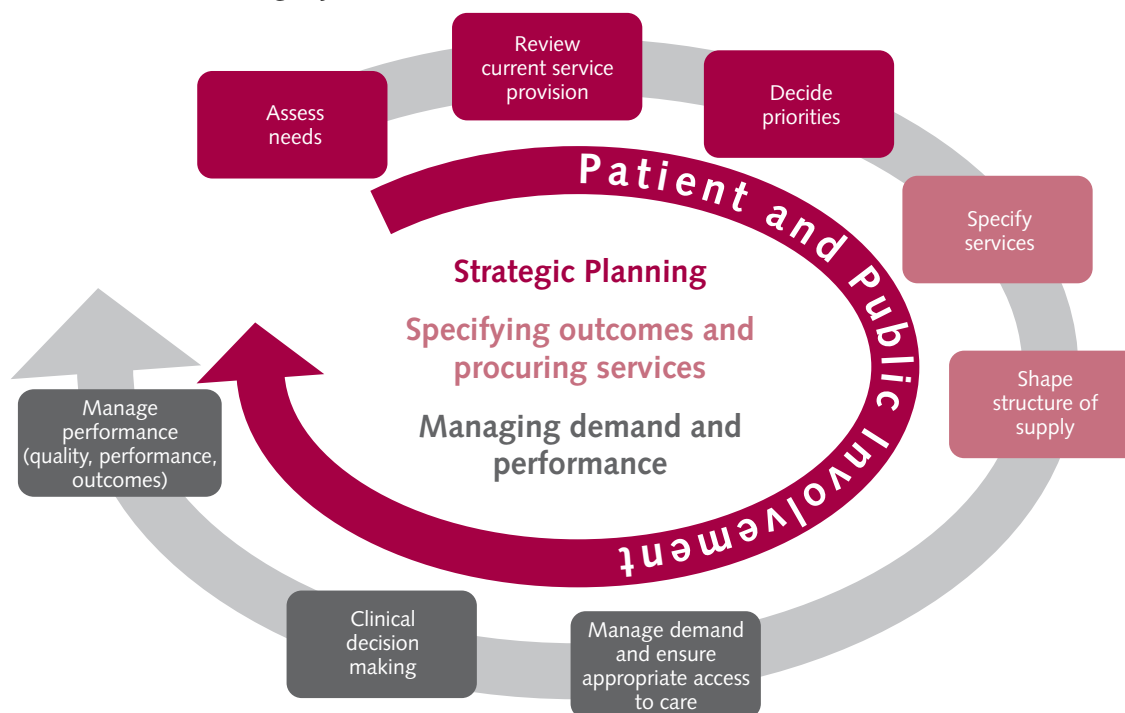 Assess
needs
Review
current service
provision
Decide
priorities
Specify
services
Shape
structure of
supply
Manage demand
and ensure
appropriate access
to care
Clinical
decision
making
Manage
performance
(quality, performance,
outcomes)
Patient and Public Involvement
Strategic Planning
Specifying outcomes and
procuring services
Managing demand and
performance